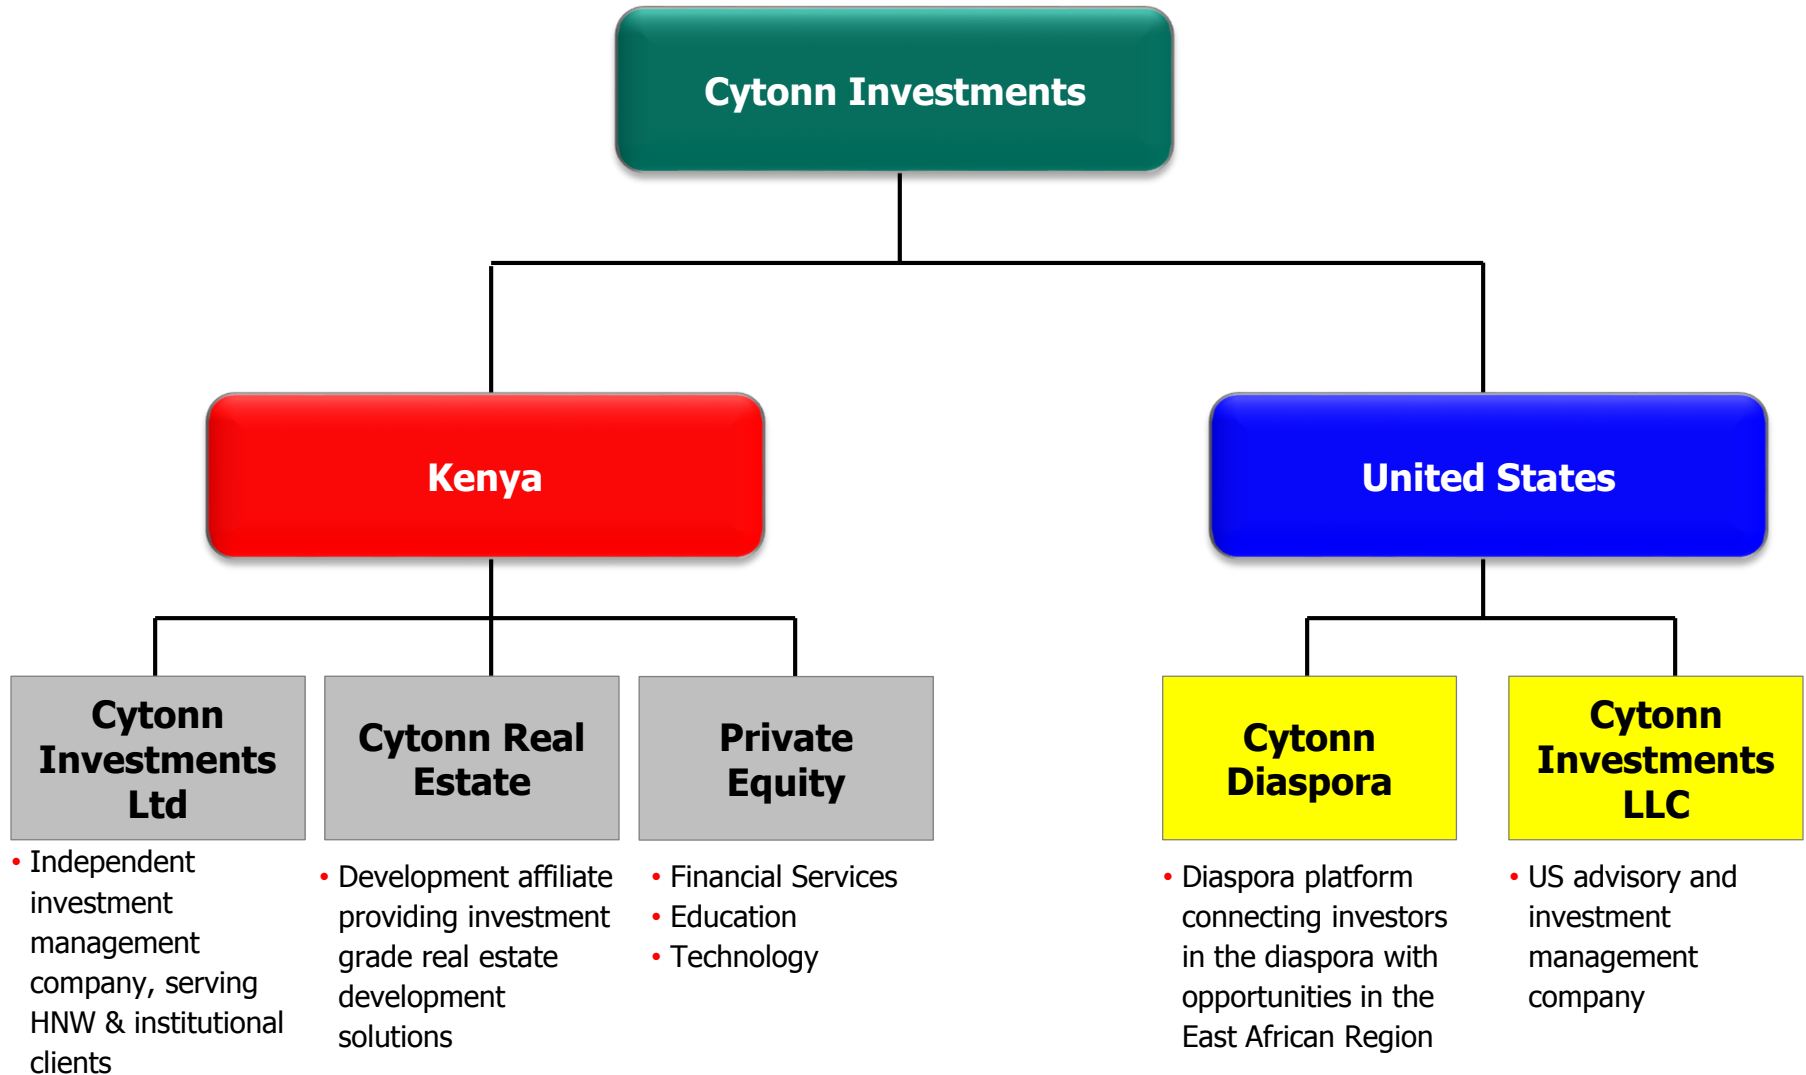 Cytonn Investments
Kenya
United States
Cytonn
Investments
Ltd
Cytonn Real
Estate
Private
Equity
Cytonn
Diaspora
Cytonn
Investments
LLC
• Independent
investment
management
company, serving
HNW & institutional
clients
• Development affiliate
providing investment
grade real estate
development
solutions
• Financial Services
• Education
• Technology
• Diaspora platform
connecting investors
in the diaspora with
opportunities in the
East African Region
• US advisory and
investment
management
company